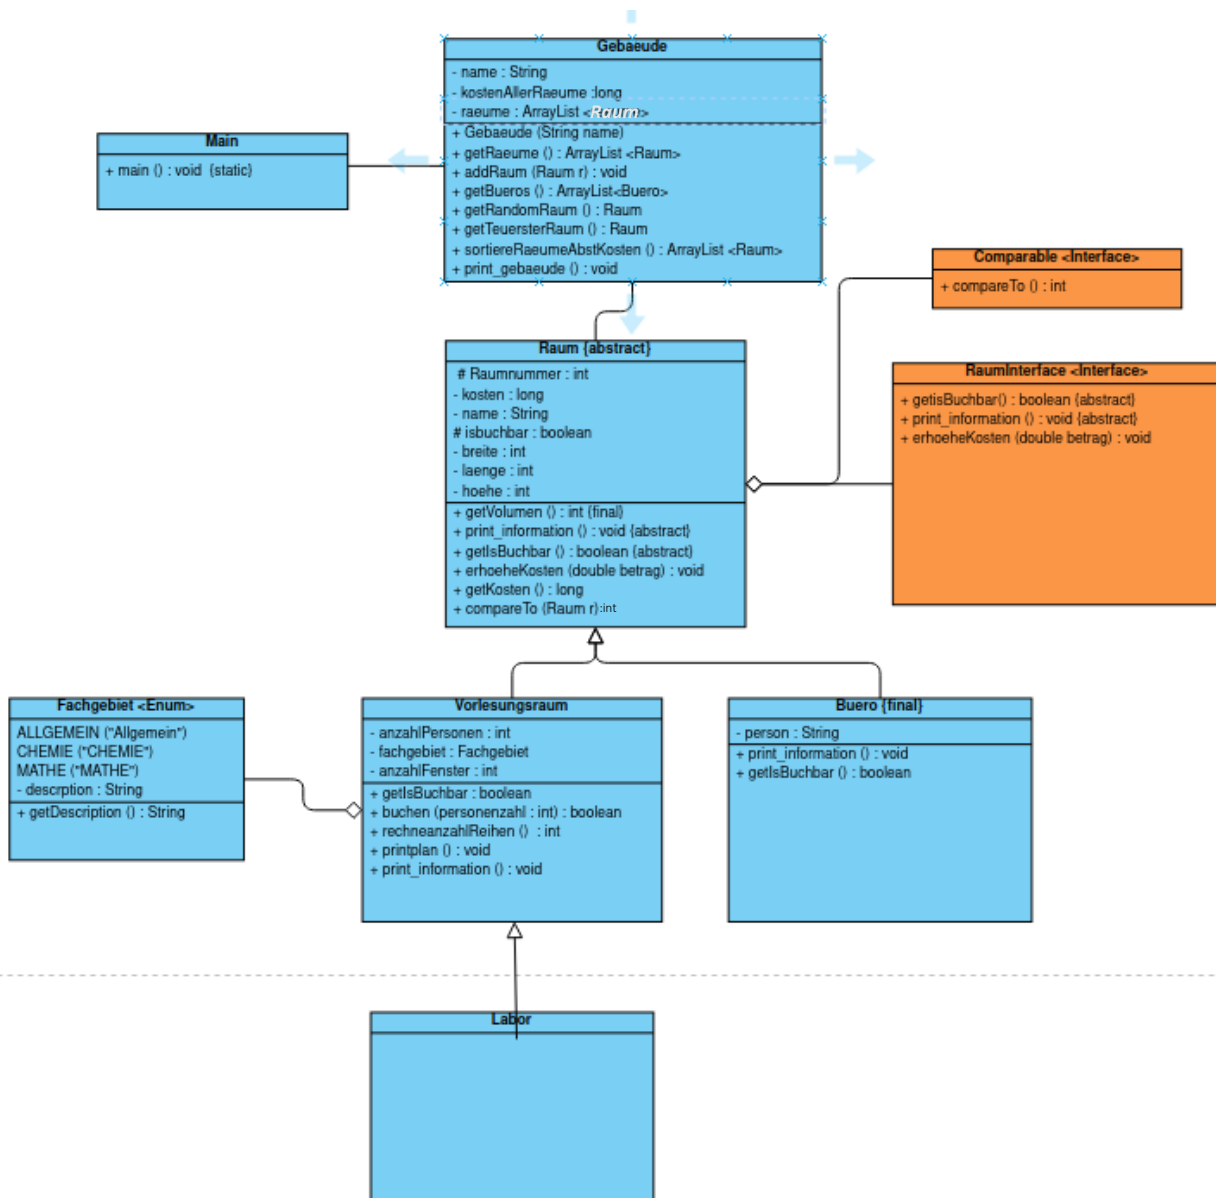 Gebaeude
- name : String
- kostenAllerRaeume :long
- raeume : ArrayList <Raum>
+ Gebaeude (String name)
+ getRaeume () : ArrayList <Raum>
+ addRaum (Raum r) : void
+ getBueros () : ArrayList<Buero>
+ getRandomRaum () : Raum
+ getTeuersterRaum () : Raum
+ sortiereRaeumeAbstKosten () : ArrayList <Raum>
+ print_gebaeude () : void
Main
+ main () : void {static}
Comparable <Interface>
+ compareTo () : int
Raum {abstract}
# Raumnummer : int
- kosten : long
- name : String
# isbuchbar : boolean
- breite : int
- laenge : int
- hoehe : int
+ getVolumen () : int {final}
+ print_information () : void {abstract}
+ getIsBuchbar () : boolean {abstract}
+ erhoeheKosten (double betrag) : void
+ getKosten () : long
+ compareTo (Raum r):int
RaumInterface <Interface>
+ getisBuchbar() : boolean {abstract}
+ print_information () : void {abstract}
+ erhoeheKosten (double betrag) : void
Fachgebiet <Enum>
ALLGEMEIN ("Allgemein")
CHEMIE ("CHEMIE")
MATHE ("MATHE")
- descrption : String
+ getDescription () : String
Vorlesungsraum
- anzahlPersonen : int
- fachgebiet : Fachgebiet
- anzahlFenster : int
+ getIsBuchbar : boolean
+ buchen (personenzahl : int) : boolean
+ rechneanzahlReihen () : int
+ printplan () : void
+ print_information () : void
Buero {final}
- person : String
+ print_information () : void
+ getIsBuchbar () : boolean
Labor